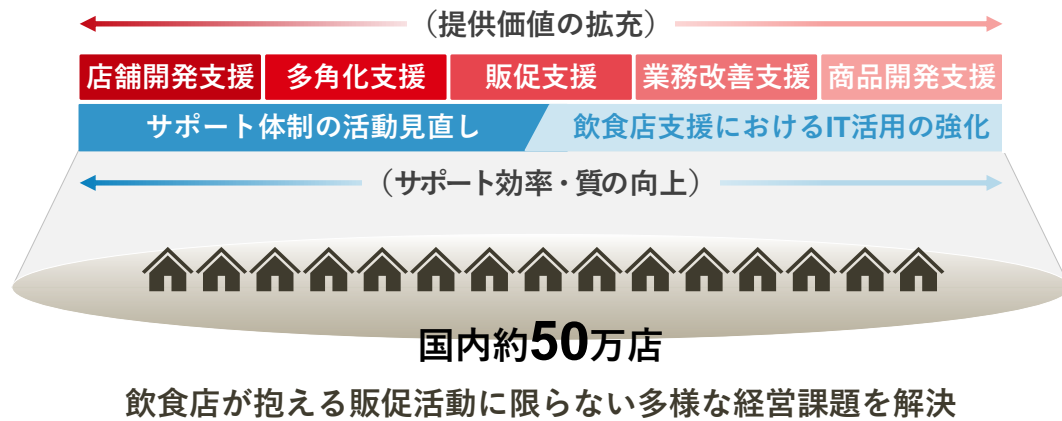 （提供価値の拡充）
店舗開発支援 多角化支援 販促支援 業務改善支援 商品開発支援
サポート体制の活動見直し 飲食店支援におけるIT活用の強化
（サポート効率・質の向上）
国内約50万店
飲食店が抱える販促活動に限らない多様な経営課題を解決